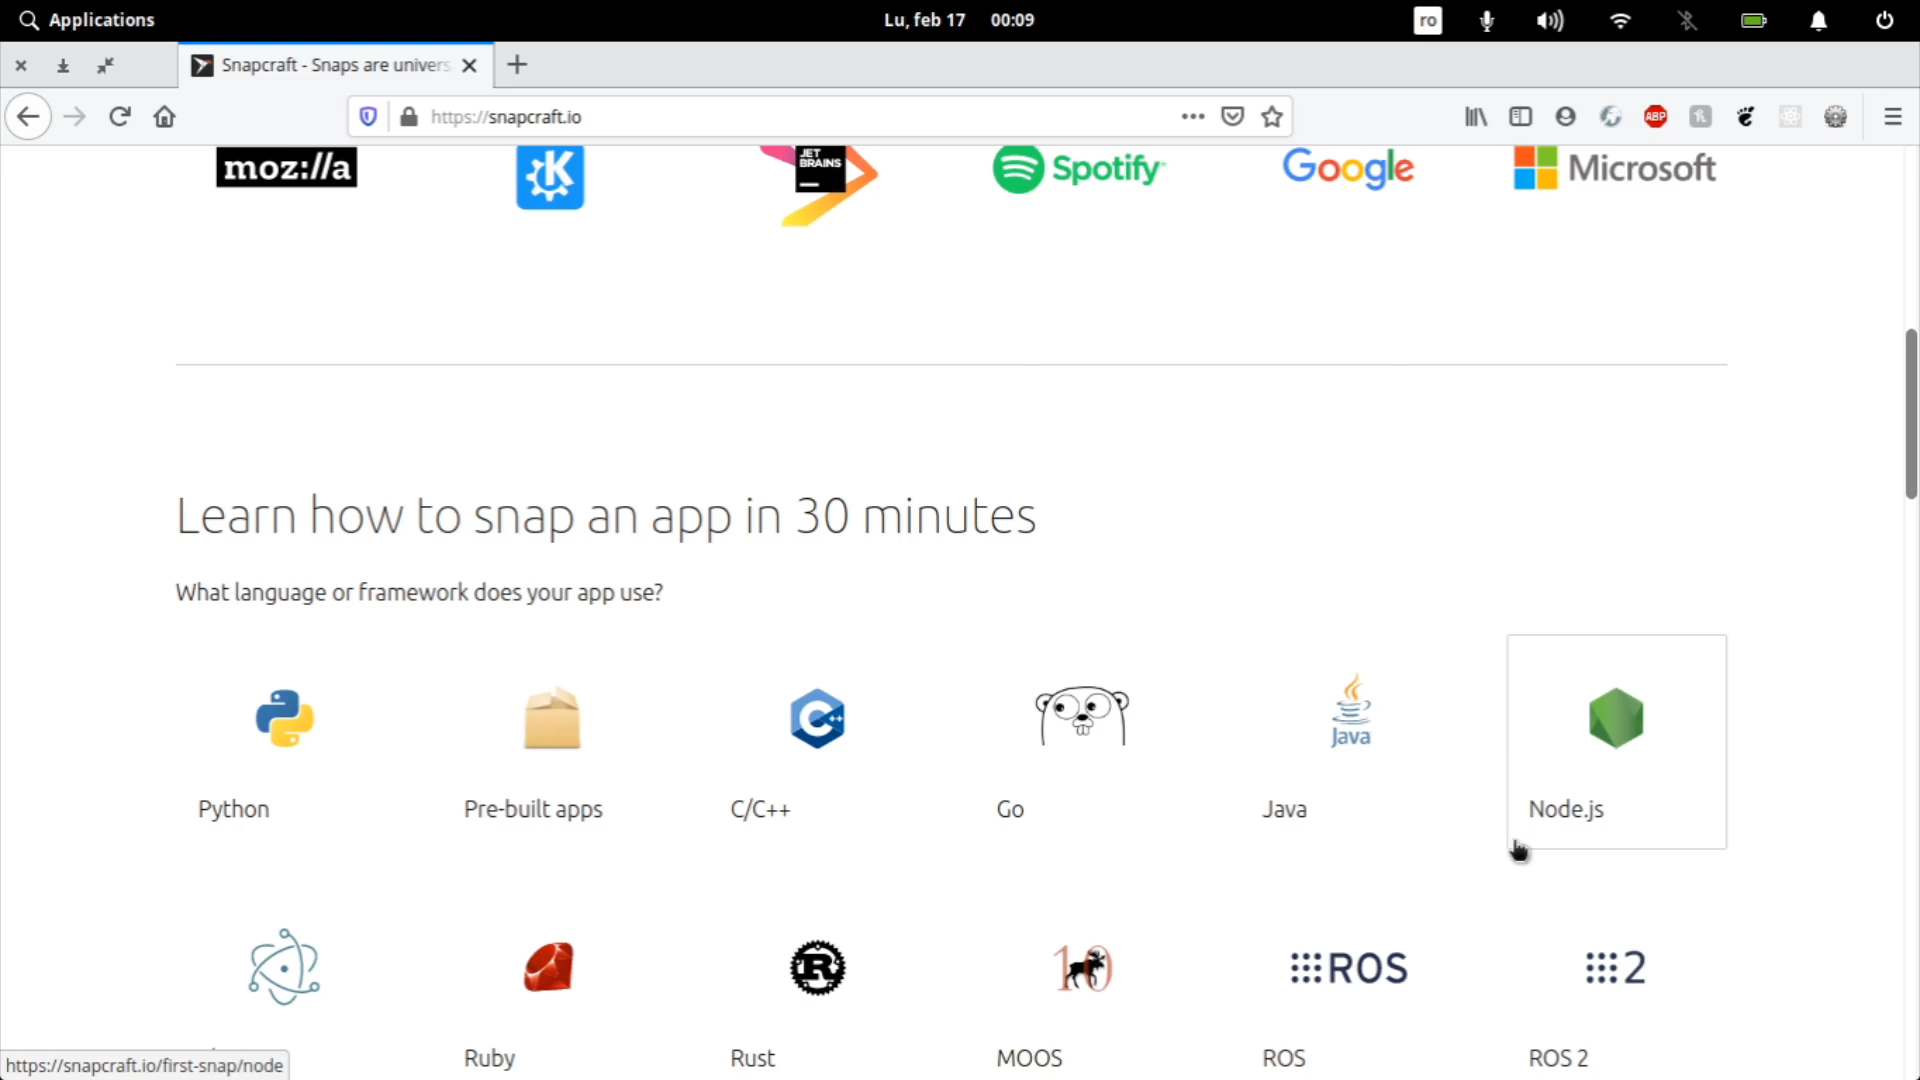 Applications
Lu, feb 17 00:09
ro
Snapcraft - Snaps are univers
https://snapcraft.io
ABP
moz://a
K
JET
BRAINS
Spotify
Google
Microsoft
Learn how to snap an app in 30 minutes
What language or framework does your app use?
C++
Java
Python
Pre-built apps
C/C++
Go
Java
Node.js
R
10
ROS
2
Ruby
Rust
MOOS
ROS
ROS 2
https://snapcraft.io/first-snap/node